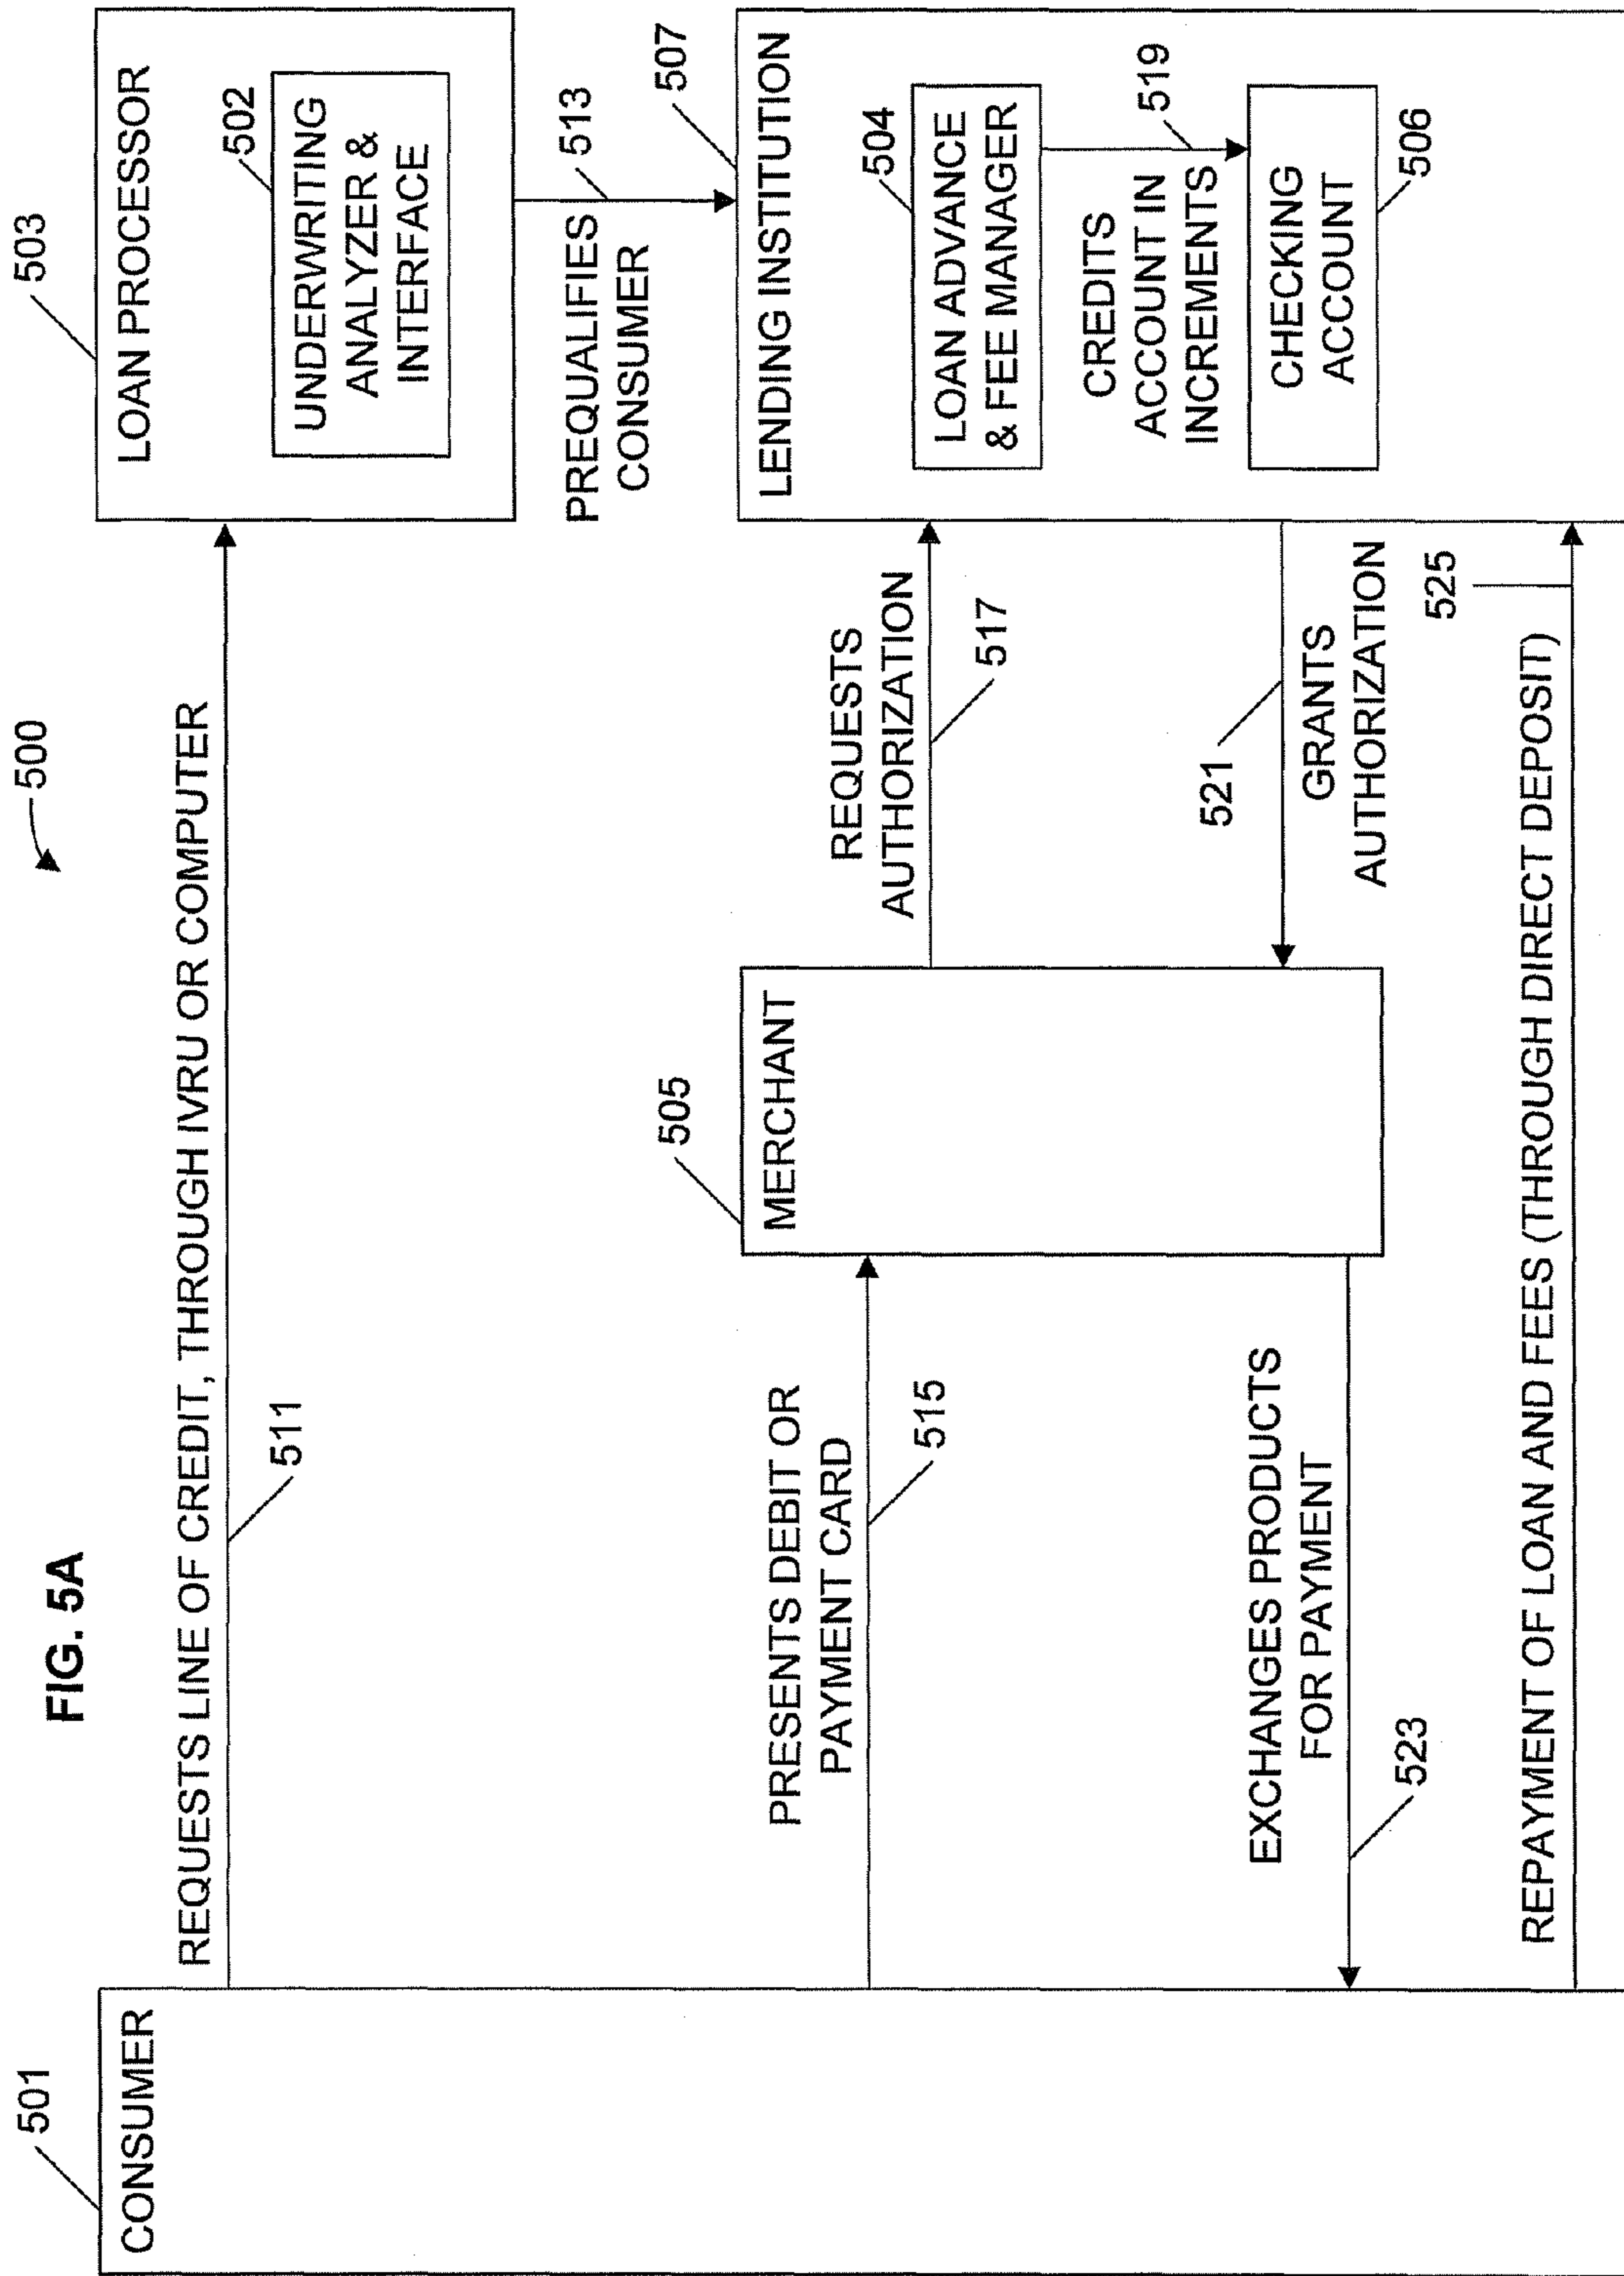 FIG. 5A
500
501
CONSUMER
REQUESTS LINE OF CREDIT, THROUGH IVRU OR COMPUTER
511
503
LOAN PROCESSOR
502
UNDERWRITING
ANALYZER &
INTERFACE
PREQUALIFIES
CONSUMER
513
507
LENDING INSTITUTION
504
LOAN ADVANCE
& FEE MANAGER
CREDITS
ACCOUNT IN
INCREMENTS
519
CHECKING
ACCOUNT
506
505
MERCHANT
PRESENTS DEBIT OR
PAYMENT CARD
515
REQUESTS
AUTHORIZATION
517
521
GRANTS
AUTHORIZATION
EXCHANGES PRODUCTS
FOR PAYMENT
523
525
REPAYMENT OF LOAN AND FEES (THROUGH DIRECT DEPOSIT)